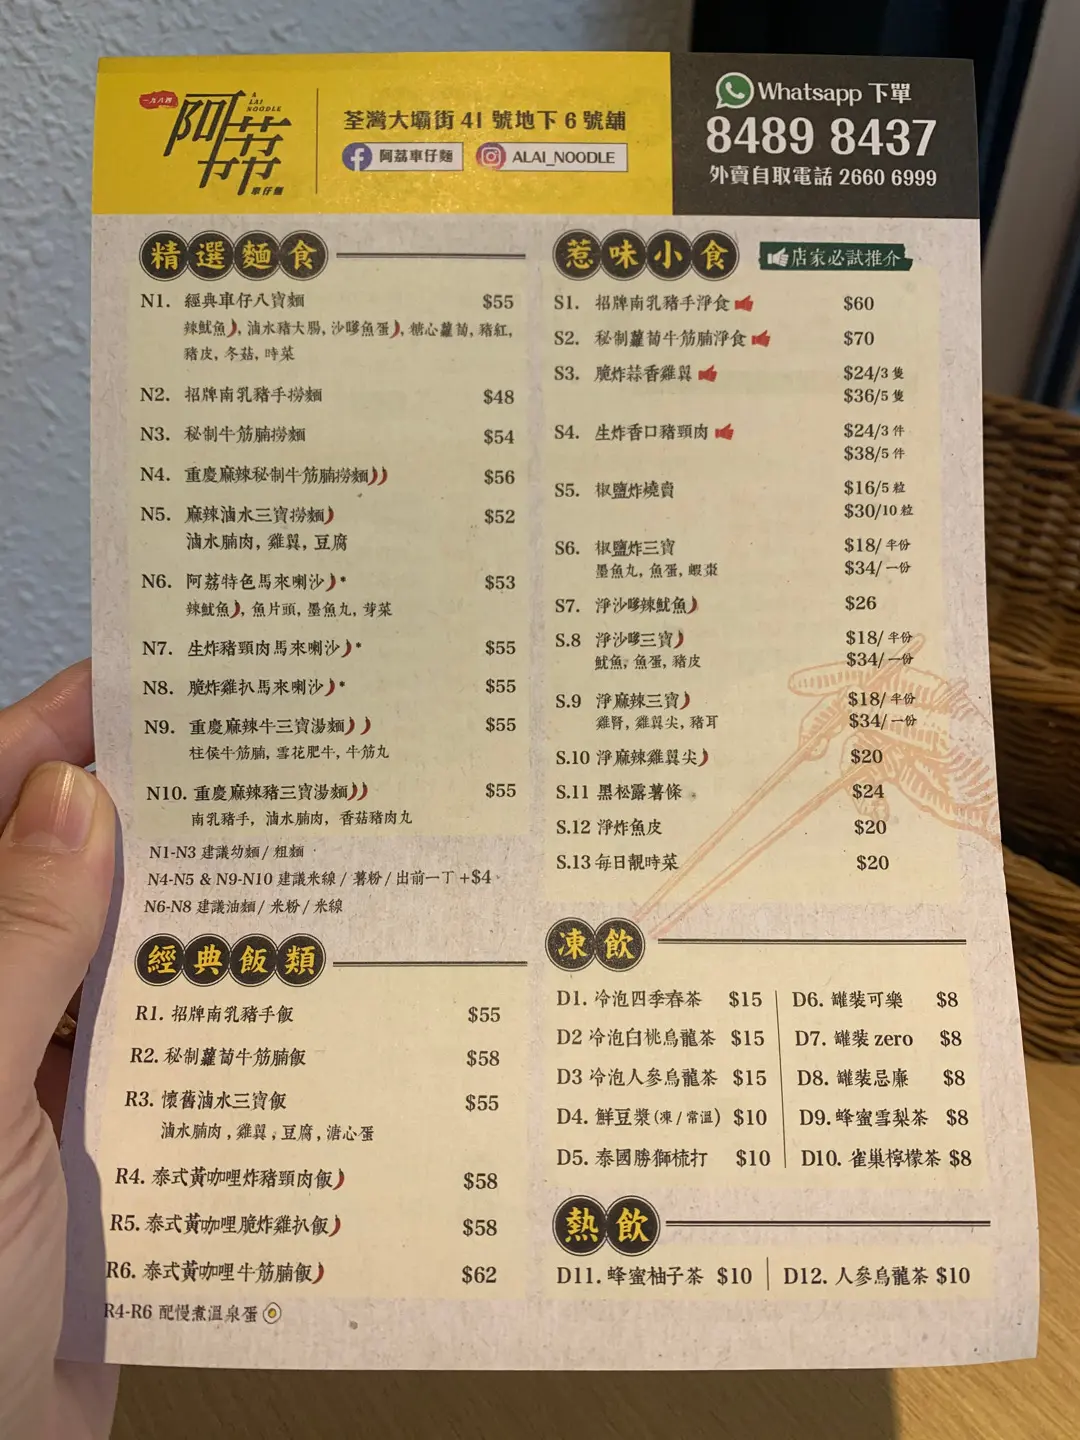 一九八四
阿荔
A LAI NOODLE
車仔麵
荃灣大壩街 41 號地下 6 號舖
阿荔車仔麵 ALAI_NOODLE
Whatsapp 下單
8489 8437
外賣自取電話 2660 6999
精選麵食
N1. 經典車仔八寶麵 $55
辣魷魚, 滷水豬大腸, 沙嗲魚蛋, 糖心蘿蔔, 豬紅,
豬皮, 冬菇, 時菜
N2. 招牌南乳豬手撈麵 $48
N3. 秘制牛筋腩撈麵 $54
N4. 重慶麻辣秘制牛筋腩撈麵 $56
N5. 麻辣滷水三寶撈麵 $52
滷水腩肉, 雞翼, 豆腐
N6. 阿荔特色馬來喇沙* $53
辣魷魚, 魚片頭, 墨魚丸, 芽菜
N7. 生炸豬頸肉馬來喇沙* $55
N8. 脆炸雞扒馬來喇沙* $55
N9. 重慶麻辣牛三寶湯麵 $55
柱侯牛筋腩, 雪花肥牛, 牛筋丸
N10. 重慶麻辣豬三寶湯麵 $55
南乳豬手, 滷水腩肉, 香菇豬肉丸
N1-N3 建議幼麵 / 粗麵
N4-N5 & N9-N10 建議米線 / 薯粉 / 出前一丁 +$4
N6-N8 建議油麵 / 米粉 / 米線
經典飯類
R1. 招牌南乳豬手飯 $55
R2. 秘制蘿蔔牛筋腩飯 $58
R3. 懷舊滷水三寶飯 $55
滷水腩肉, 雞翼, 豆腐, 溏心蛋
R4. 泰式黃咖哩炸豬頸肉飯 $58
R5. 泰式黃咖哩脆炸雞扒飯 $58
R6. 泰式黃咖哩牛筋腩飯 $62
R4-R6 配慢煮溫泉蛋
惹味小食 店家必試推介
S1. 招牌南乳豬手淨食 $60
S2. 秘制蘿蔔牛筋腩淨食 $70
S3. 脆炸蒜香雞翼 $24/3 隻
$36/5 隻
S4. 生炸香口豬頸肉 $24/3 件
$38/5 件
S5. 椒鹽炸燒賣 $16/5 粒
$30/10 粒
S6. 椒鹽炸三寶 $18/ 半份
墨魚丸, 魚蛋, 蝦棗 $34/ 一份
S7. 淨沙嗲辣魷魚 $26
S.8 淨沙嗲三寶 $18/ 半份
魷魚, 魚蛋, 豬皮 $34/ 一份
S.9 淨麻辣三寶 $18/ 半份
雞腎, 雞翼尖, 豬耳 $34/ 一份
S.10 淨麻辣雞翼尖 $20
S.11 黑松露薯條 $24
S.12 淨炸魚皮 $20
S.13 每日靚時菜 $20
凍飲
D1. 冷泡四季春茶 $15 D6. 罐裝可樂 $8
D2 冷泡白桃烏龍茶 $15 D7. 罐裝 zero $8
D3 冷泡人參烏龍茶 $15 D8. 罐裝忌廉 $8
D4. 鮮豆漿 (凍 / 常溫) $10 D9. 蜂蜜雪梨茶 $8
D5. 泰國勝獅梳打 $10 D10. 雀巢檸檬茶 $8
熱飲
D11. 蜂蜜柚子茶 $10 D12. 人參烏龍茶 $10